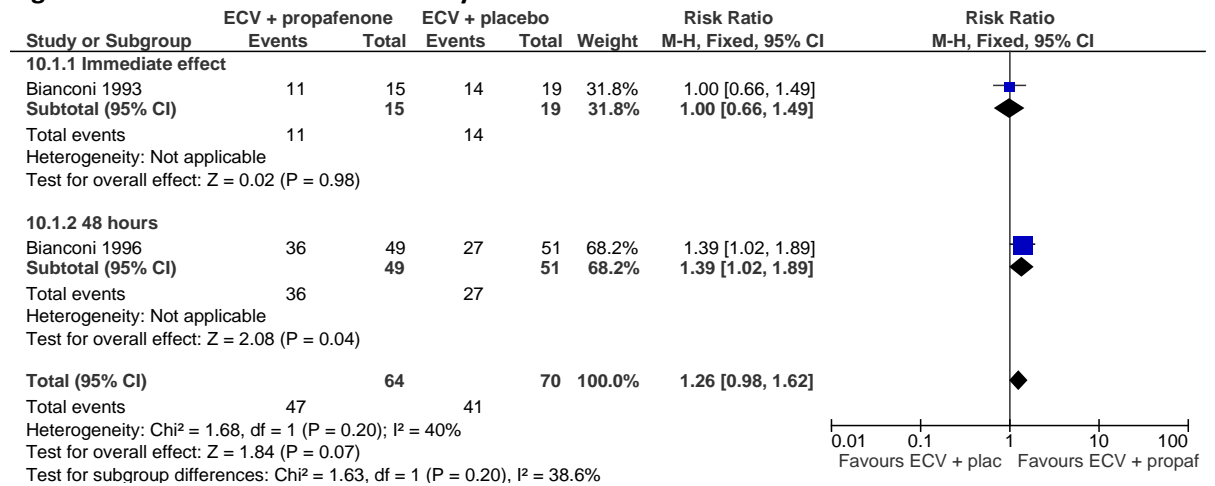 ECV + propafenone ECV + placebo Risk Ratio Risk Ratio
Study or Subgroup Events Total Events Total Weight M-H, Fixed, 95% CI M-H, Fixed, 95% CI
10.1.1 Immediate effect
Bianconi 1993 11 15 14 19 31.8% 1.00 [0.66, 1.49]
Subtotal (95% CI) 15 19 31.8% 1.00 [0.66, 1.49]
Total events 11 14
Heterogeneity: Not applicable
Test for overall effect: Z = 0.02 (P = 0.98)
10.1.2 48 hours
Bianconi 1996 36 49 27 51 68.2% 1.39 [1.02, 1.89]
Subtotal (95% CI) 49 51 68.2% 1.39 [1.02, 1.89]
Total events 36 27
Heterogeneity: Not applicable
Test for overall effect: Z = 2.08 (P = 0.04)
Total (95% CI) 64 70 100.0% 1.26 [0.98, 1.62]
Total events 47 41
Heterogeneity: Chi² = 1.68, df = 1 (P = 0.20); I² = 40%
Test for overall effect: Z = 1.84 (P = 0.07)
Test for subgroup differences: Chi² = 1.63, df = 1 (P = 0.20), I² = 38.6%
0.01 0.1 1 10 100
Favours ECV + plac Favours ECV + propaf